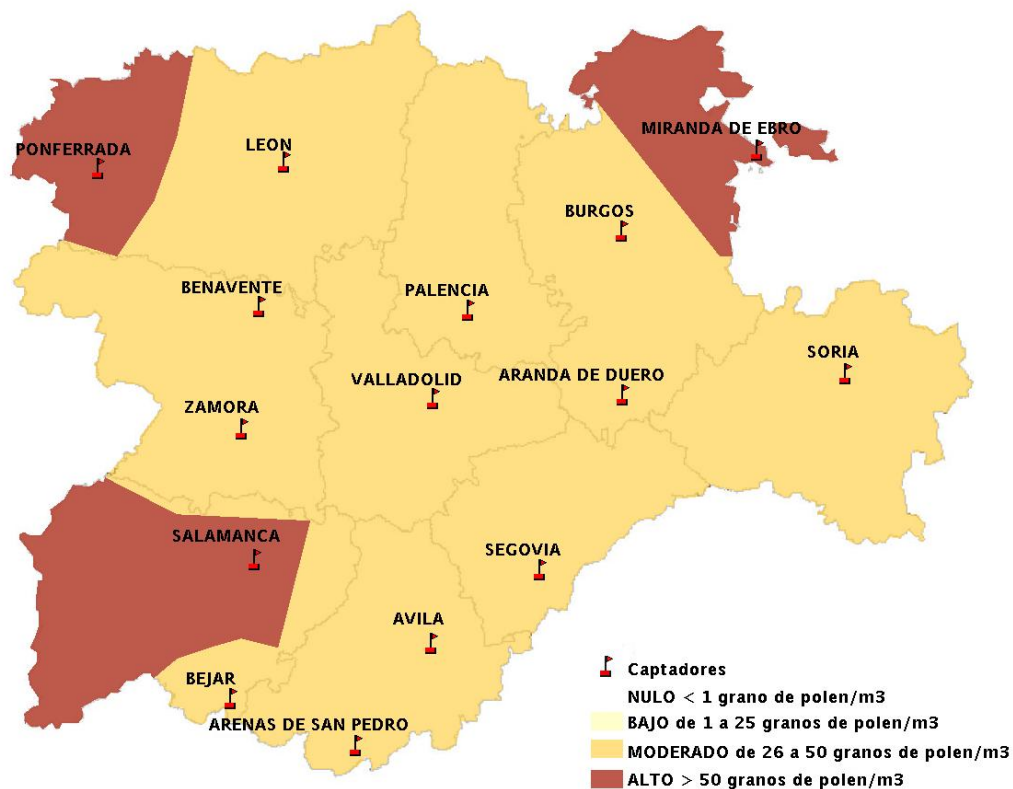 MIRANDA DE EBRO
PONFERRADA
LEON
BURGOS
BENAVENTE
PALENCIA
SORIA
VALLADOLID
ARANDA DE DUERO
ZAMORA
SALAMANCA
SEGOVIA
AVILA
BEJAR
ARENAS DE SAN PEDRO
Captadores
NULO < 1 grano de polen/m3
BAJO de 1 a 25 granos de polen/m3
MODERADO de 26 a 50 granos de polen/m3
ALTO > 50 granos de polen/m3